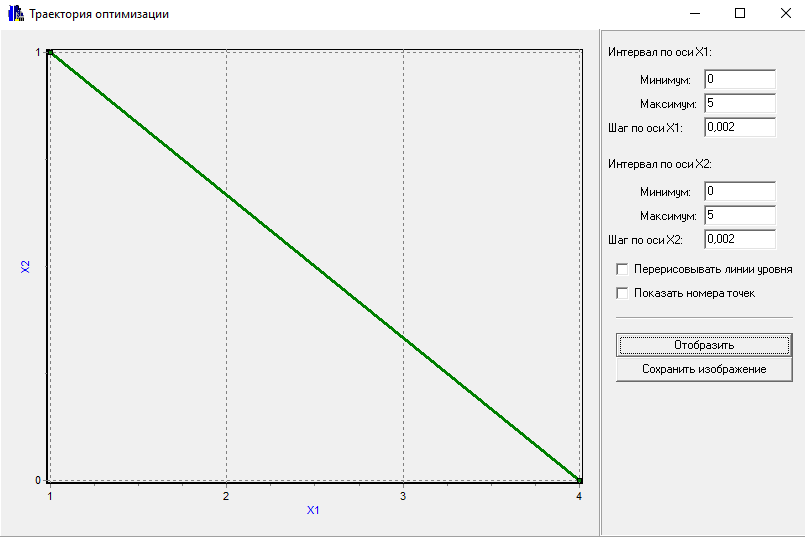 Траектория оптимизации
1
0
1
2
3
4
X2
X1
Интервал по оси X1:
Минимум: 0
Максимум: 5
Шаг по оси X1: 0,002
Интервал по оси X2:
Минимум: 0
Максимум: 5
Шаг по оси X2: 0,002
Перерисовывать линии уровня
Показать номера точек
Отобразить
Сохранить изображение